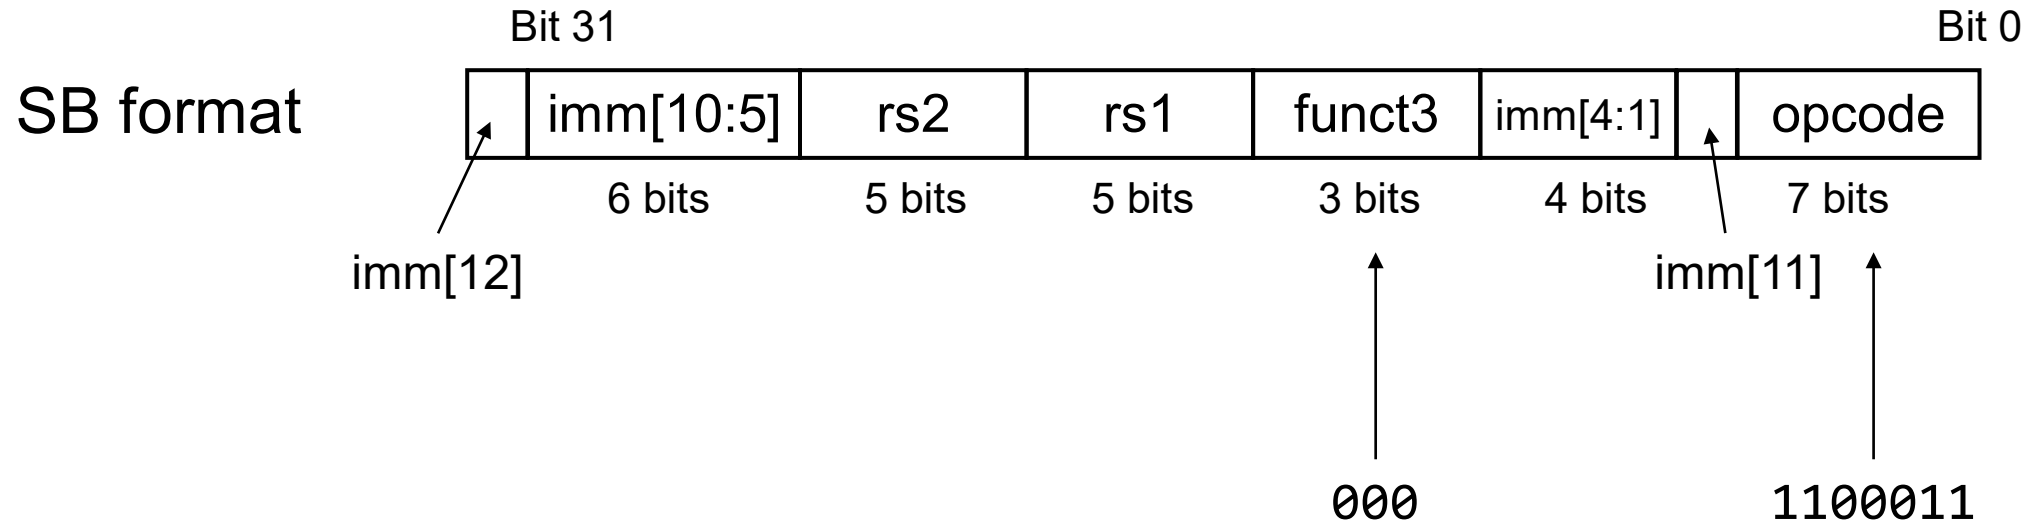 Bit 31 Bit 0
SB format imm[10:5] rs2 rs1 funct3 imm[4:1] opcode
6 bits 5 bits 5 bits 3 bits 4 bits 7 bits
imm[12] imm[11]
000 1100011